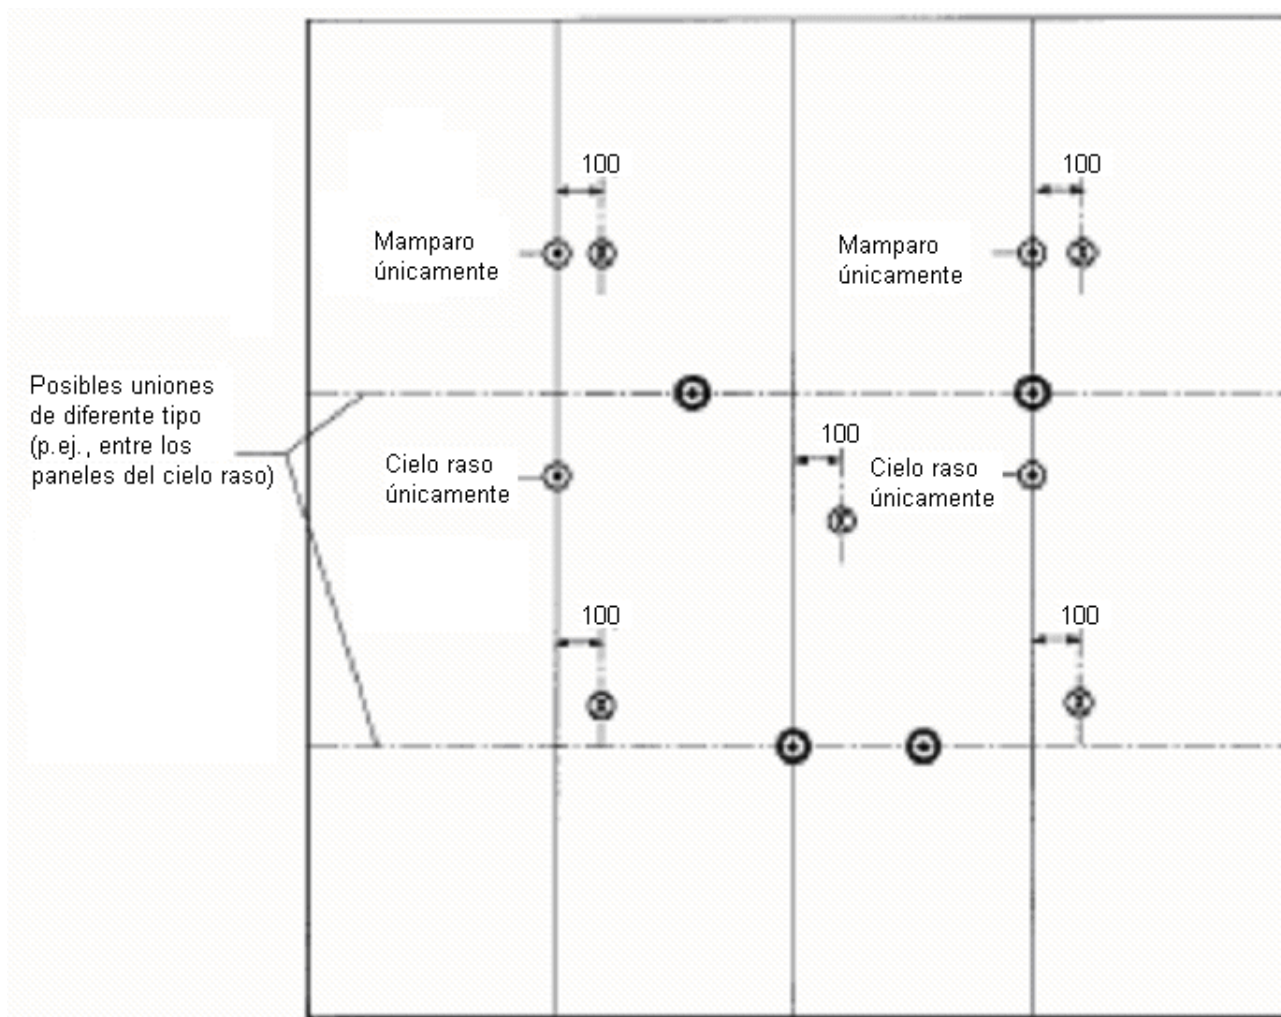 100
100
Mamparo
únicamente
Mamparo
únicamente
Posibles uniones
de diferente tipo
(p.ej., entre los
paneles del cielo raso)
100
Cielo raso
únicamente
Cielo raso
únicamente
100
100